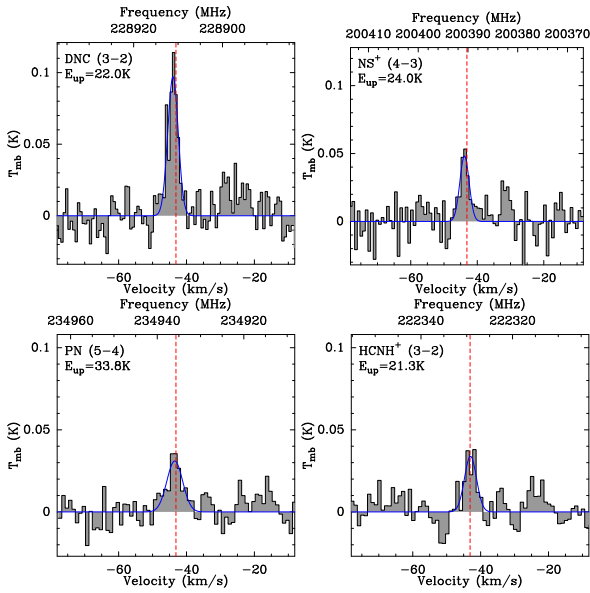 Frequency (MHz)
228920 228900
DNC (3-2)
E_up=22.0K
T_mb (K)
0.1
0.05
0
-60 -40 -20
Velocity (km/s)
Frequency (MHz)
200410 200400 200390 200380 200370
NS⁺ (4-3)
E_up=24.0K
T_mb (K)
0.1
0.05
0
-60 -40 -20
Velocity (km/s)
Frequency (MHz)
234960 234940 234920
PN (5-4)
E_up=33.8K
T_mb (K)
0.1
0.05
0
-60 -40 -20
Velocity (km/s)
Frequency (MHz)
222340 222320
HCNH⁺ (3-2)
E_up=21.3K
T_mb (K)
0.1
0.05
0
-60 -40 -20
Velocity (km/s)